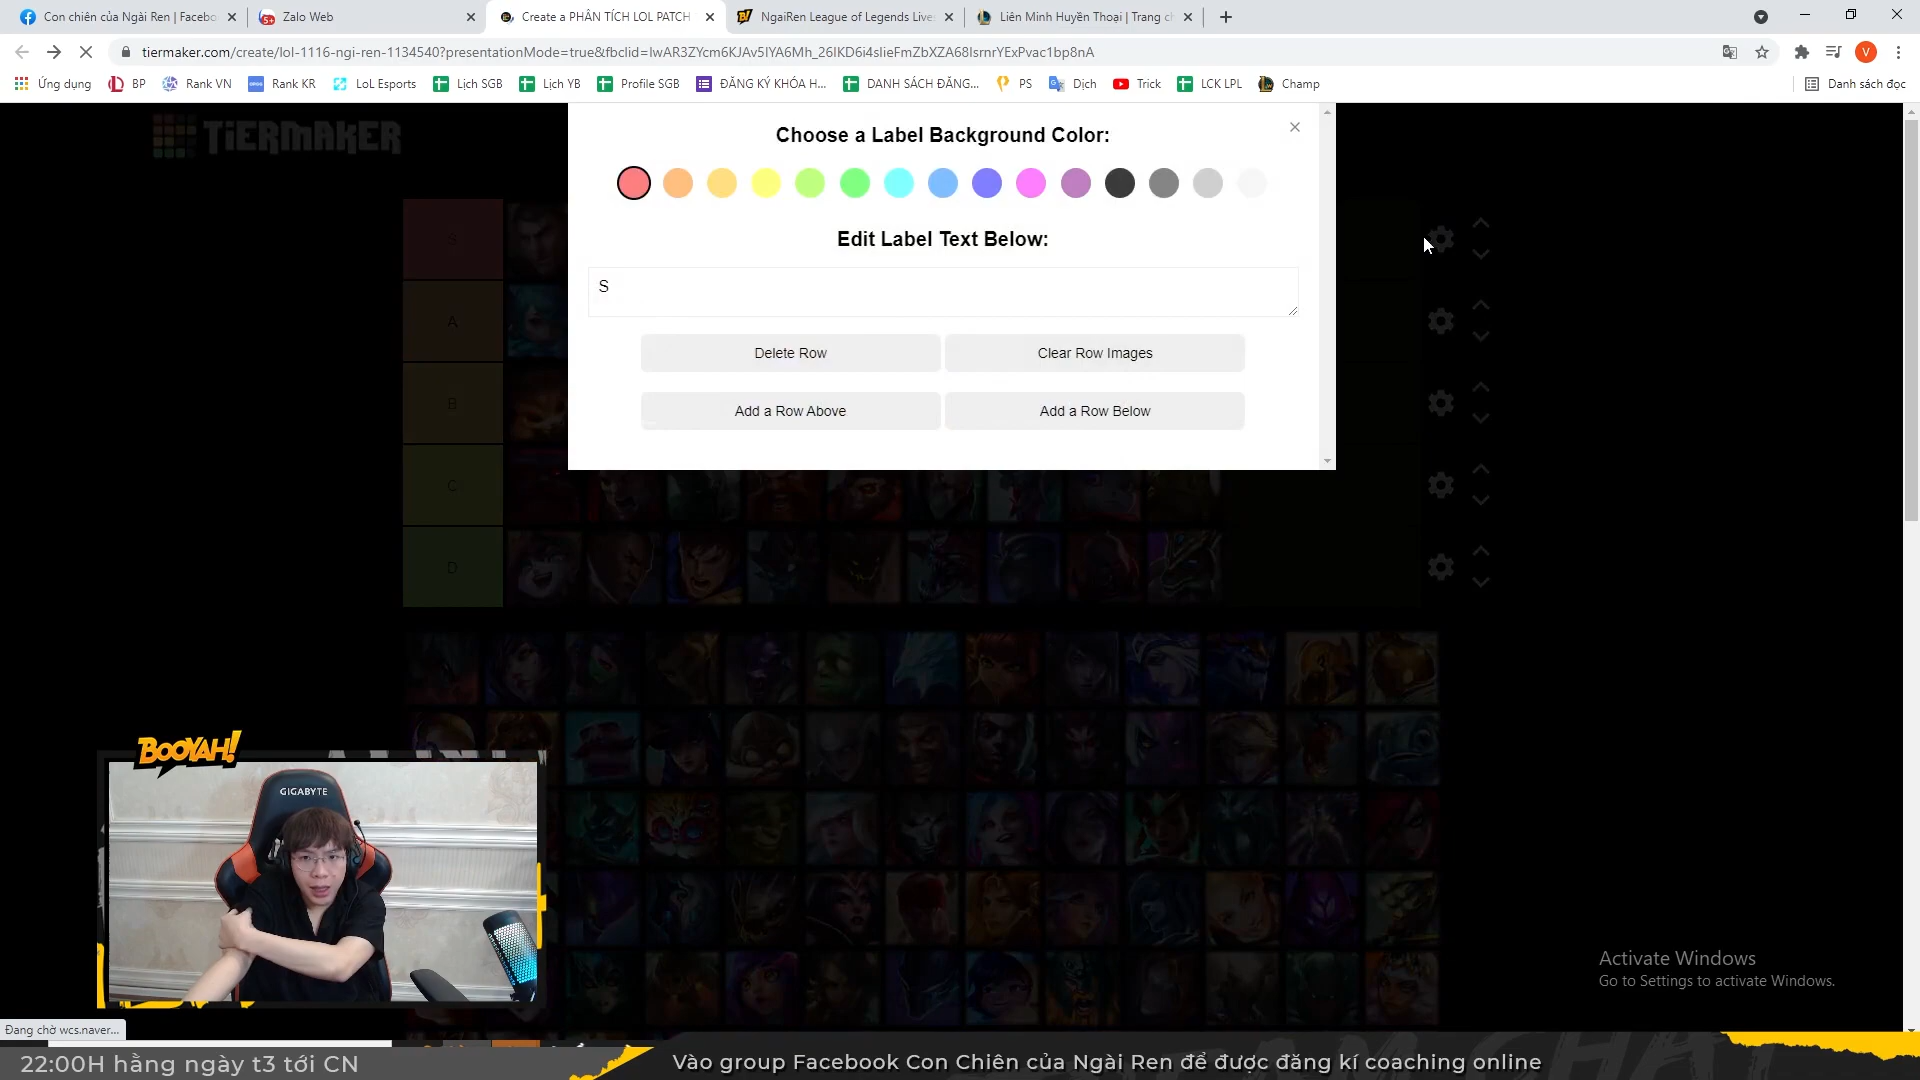 Con chiên của Ngài Ren | Facebo
Zalo Web
Create a PHÂN TÍCH LOL PATCH
NgaiRen League of Legends Live
Liên Minh Huyền Thoại | Trang c
tiermaker.com/create/lol-1116-ngi-ren-1134540?presentationMode=true&fbclid=IwAR3ZYcm6KJAv5IYA6Mh_26IKD6i4slieFmZbXZA68IsrnrYExPvac1bp8nA
V
Ứng dụng
BP
Rank VN
Rank KR
LoL Esports
Lịch SGB
Lịch YB
Profile SGB
ĐĂNG KÝ KHÓA H...
DANH SÁCH ĐĂNG...
PS
Dịch
Trick
LCK LPL
Champ
Danh sách đọc
TiERMAKER
Choose a Label Background Color:
Edit Label Text Below:
S
Delete Row
Clear Row Images
Add a Row Above
Add a Row Below
S
A
B
C
D
BOOYAH!
GIGABYTE
Activate Windows
Go to Settings to activate Windows.
Đang chờ wcs.naver...
22:00H hằng ngày t3 tới CN
Vào group Facebook Con Chiên của Ngài Ren để được đăng kí coaching online